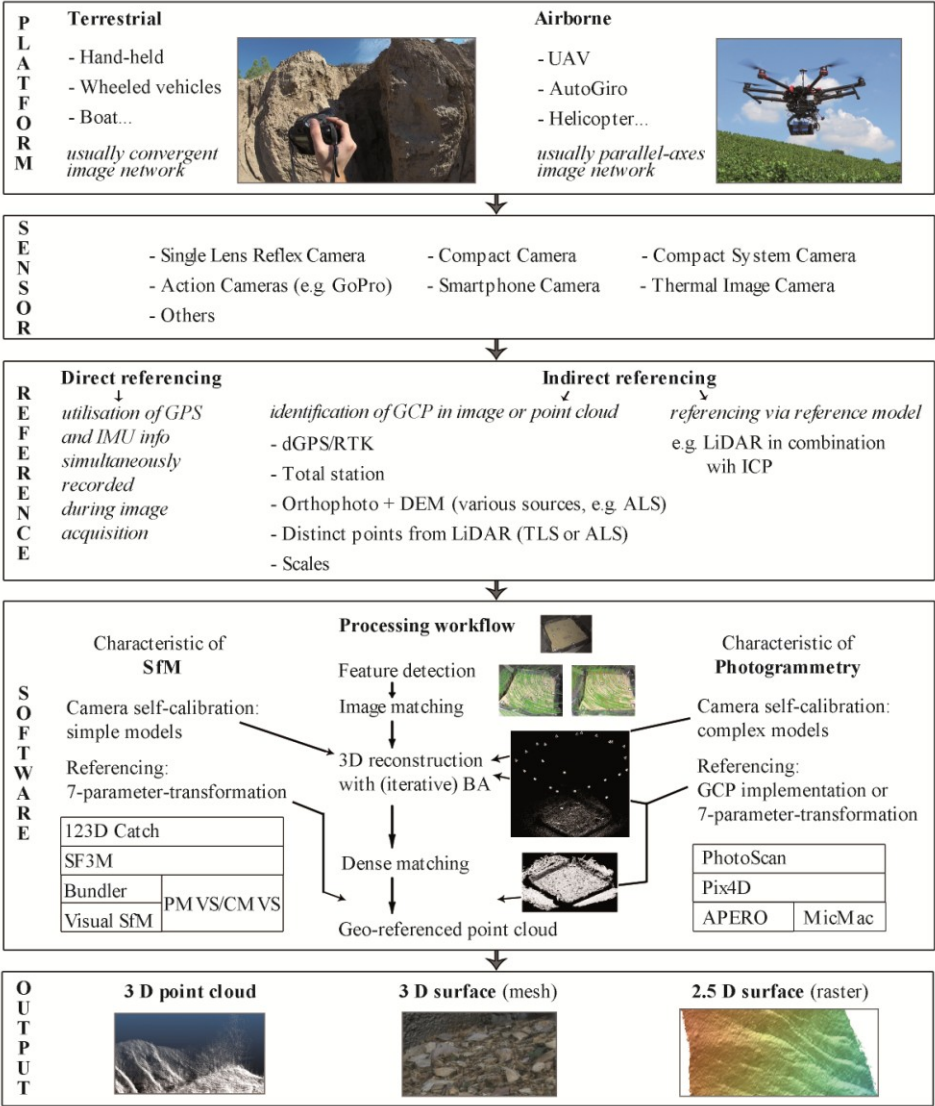 PLATFORM
Terrestrial
- Hand-held
- Wheeled vehicles
- Boat...
usually convergent
image network
Airborne
- UAV
- AutoGiro
- Helicopter...
usually parallel-axes
image network
SENSOR
- Single Lens Reflex Camera
- Compact Camera
- Compact System Camera
- Action Cameras (e.g. GoPro)
- Smartphone Camera
- Thermal Image Camera
- Others
REFERENCE
Direct referencing
utilisation of GPS
and IMU info
simultaneously
recorded
during image
acquisition
Indirect referencing
identification of GCP in image or point cloud
- dGPS/RTK
- Total station
- Orthophoto + DEM (various sources, e.g. ALS)
- Distinct points from LiDAR (TLS or ALS)
- Scales
referencing via reference model
e.g. LiDAR in combination
wih ICP
SOFTWARE
Characteristic of
SfM
Camera self-calibration:
simple models
Referencing:
7-parameter-transformation
123D Catch
SF3M
Bundler
Visual SfM
PMVS/CMVS
Processing workflow
Feature detection
Image matching
3D reconstruction
with (iterative) BA
Dense matching
Geo-referenced point cloud
Characteristic of
Photogrammetry
Camera self-calibration:
complex models
Referencing:
GCP implementation or
7-parameter-transformation
PhotoScan
Pix4D
APERO
MicMac
OUTPUT
3 D point cloud
3 D surface (mesh)
2.5 D surface (raster)